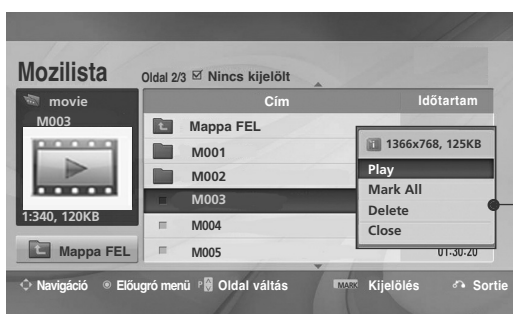 Mozilista
Oldal 2/3 ☑ Nincs kijelölt
movie
M003
1:340, 120KB
Mappa FEL
Cím Időtartam
Mappa FEL
M001
M002
M003
M004
M005 01:30:20
1366x768, 125KB
Play
Mark All
Delete
Close
Navigáció Előugró menü P Oldal váltás MARK Kijelölés Sortie